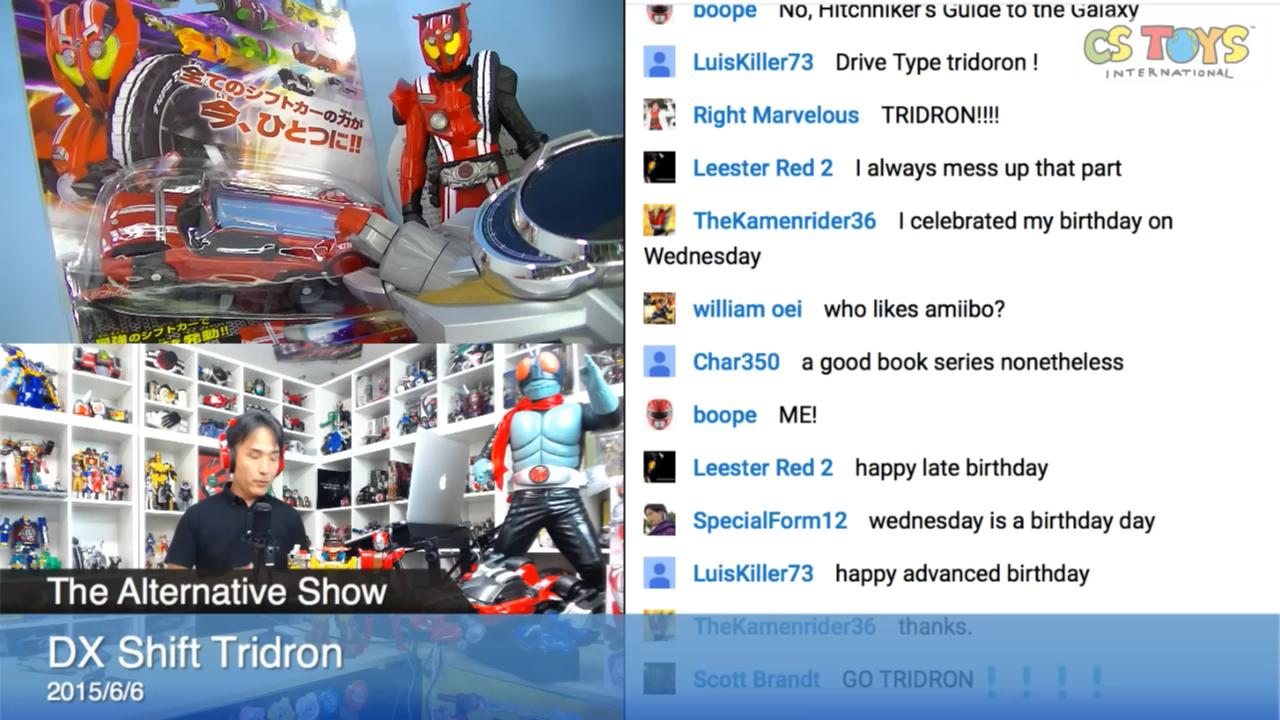 全てのシフトカーの力が
今、ひとつに!!
The Alternative Show
DX Shift Tridron
2015/6/6
CS TOYS
INTERNATIONAL
boope No, Hitchhiker's Guide to the Galaxy
LuisKiller73 Drive Type tridoron !
Right Marvelous TRIDRON!!!!
Leester Red 2 I always mess up that part
TheKamenrider36 I celebrated my birthday on
Wednesday
william oei who likes amiibo?
Char350 a good book series nonetheless
boope ME!
Leester Red 2 happy late birthday
SpecialForm12 wednesday is a birthday day
LuisKiller73 happy advanced birthday
TheKamenrider36 thanks.
Scott Brandt GO TRIDRON❕❕❕❕